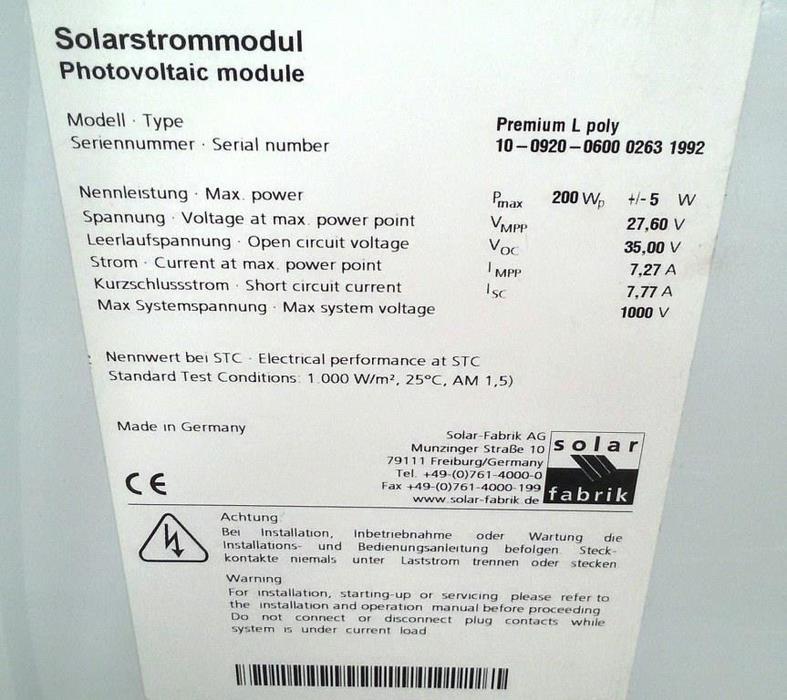 Solarstrommodul
Photovoltaic module
Modell · Type Premium L poly
Seriennummer · Serial number 10-0920-0600 0263 1992
Nennleistung · Max. power Pmax 200 Wp +/- 5 W
Spannung · Voltage at max. power point VMPP 27,60 V
Leerlaufspannung · Open circuit voltage VOC 35,00 V
Strom · Current at max. power point IMPP 7,27 A
Kurzschlussstrom · Short circuit current ISC 7,77 A
Max Systemspannung · Max system voltage 1000 V
Nennwert bei STC · Electrical performance at STC
Standard Test Conditions: 1.000 W/m², 25°C, AM 1,5)
Made in Germany
Solar-Fabrik AG
Munzinger Straße 10
79111 Freiburg/Germany
Tel. +49-(0)761-4000-0
Fax +49-(0)761-4000-199
www.solar-fabrik.de
solar
fabrik
CE
Achtung
Bei Installation, Inbetriebnahme oder Wartung die
Installations- und Bedienungsanleitung befolgen. Steck-
kontakte niemals unter Laststrom trennen oder stecken
Warning
For installation, starting-up or servicing please refer to
the installation and operation manual before proceeding
Do not connect or disconnect plug contacts while
system is under current load